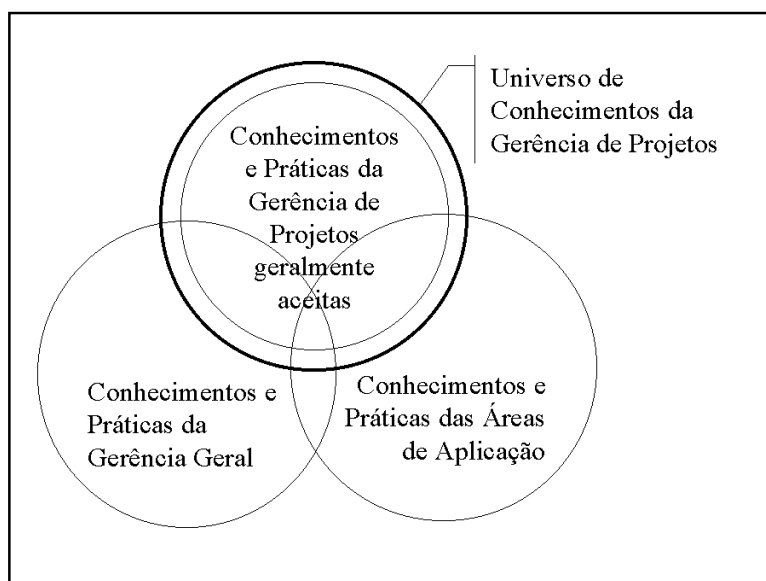 Universo de
Conhecimentos da
Gerência de Projetos
Conhecimentos
e Práticas da
Gerência de
Projetos
geralmente
aceitas
Conhecimentos e
Práticas da
Gerência Geral
Conhecimentos e
Práticas das Áreas
de Aplicação